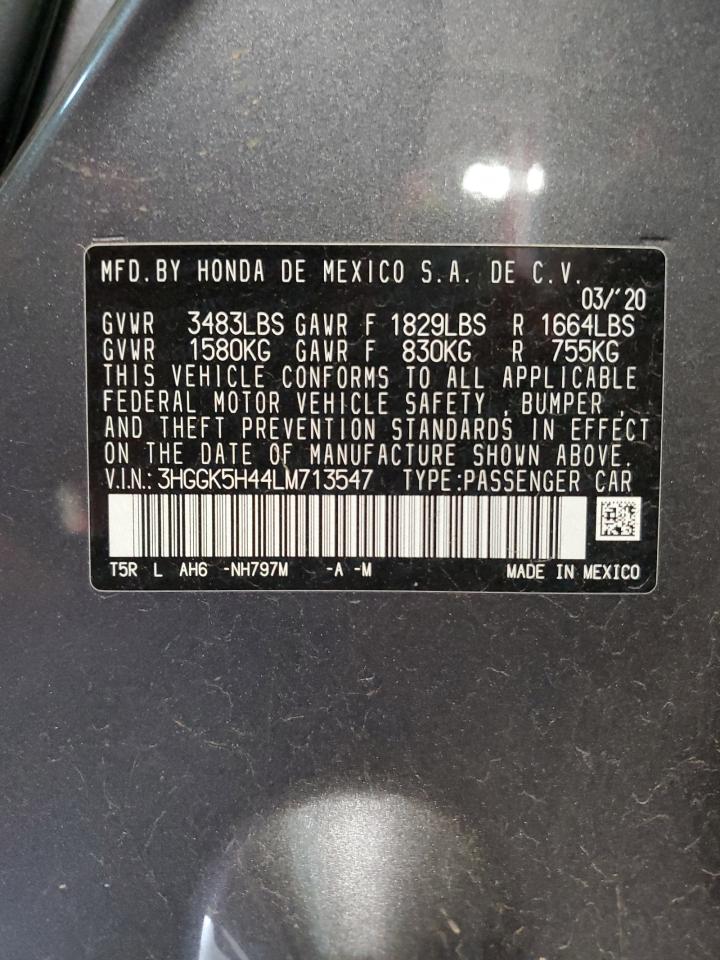 MFD.BY HONDA DE MEXICO S.A. DE C.V.
03/'20
GVWR 3483LBS GAWR F 1829LBS R 1664LBS
GVWR 1580KG GAWR F 830KG R 755KG
THIS VEHICLE CONFORMS TO ALL APPLICABLE
FEDERAL MOTOR VEHICLE SAFETY , BUMPER ,
AND THEFT PREVENTION STANDARDS IN EFFECT
ON THE DATE OF MANUFACTURE SHOWN ABOVE.
V.I.N.: 3HGGK5H44LM713547 TYPE:PASSENGER CAR
T5R L AH6 -NH797M -A -M MADE IN MEXICO